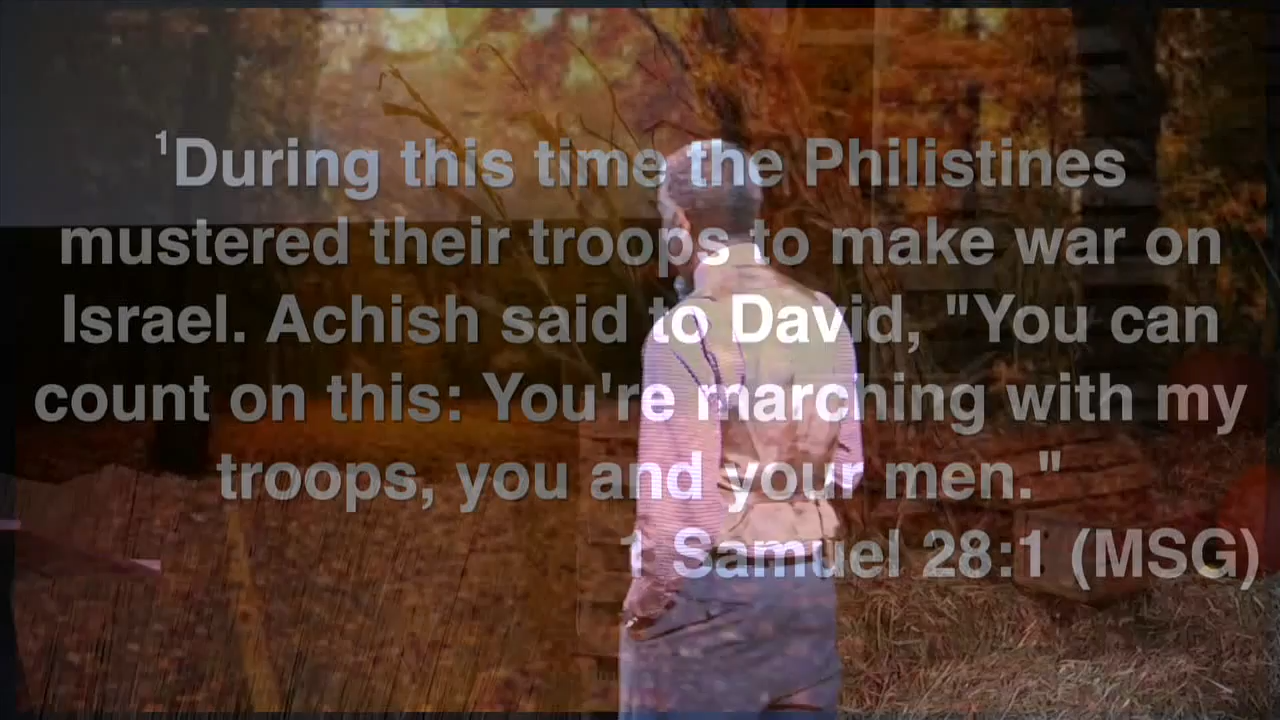 ¹During this time the Philistines
mustered their troops to make war on
Israel. Achish said to David, "You can
count on this: You're marching with my
troops, you and your men."
1 Samuel 28:1 (MSG)